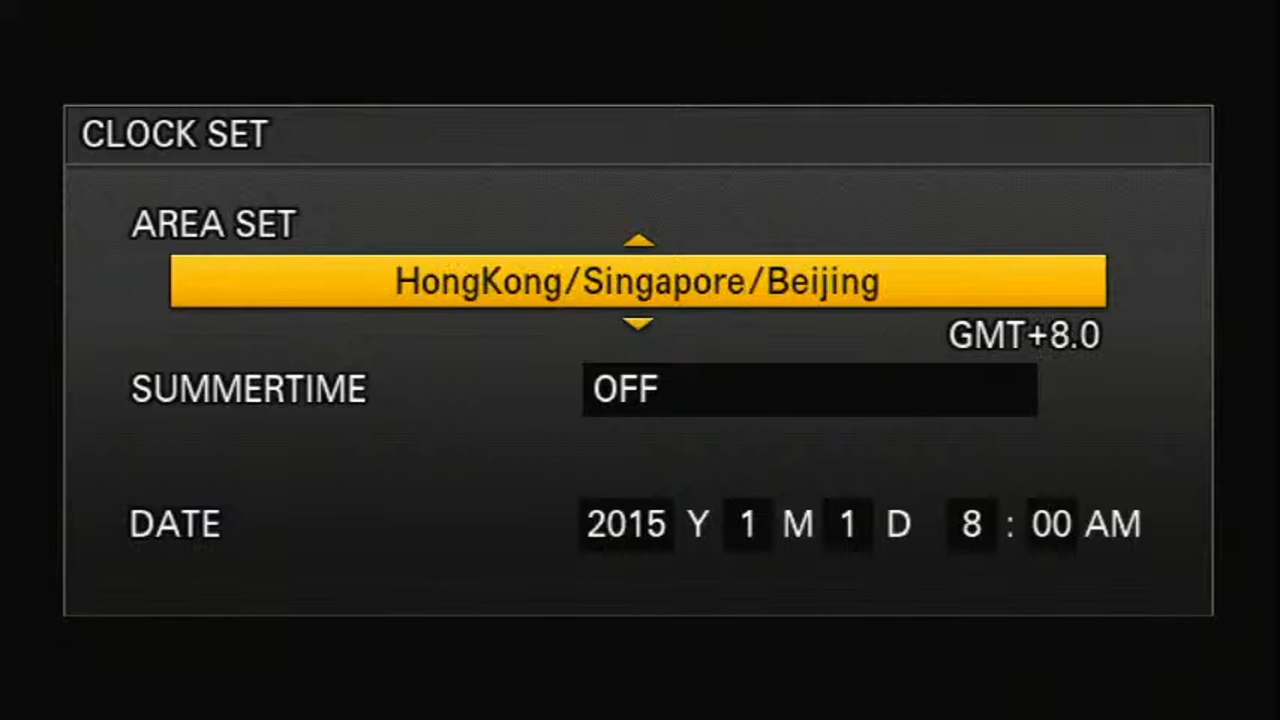 CLOCK SET
AREA SET
HongKong/Singapore/Beijing
GMT+8.0
SUMMERTIME OFF
DATE 2015 Y 1 M 1 D 8 : 00 AM